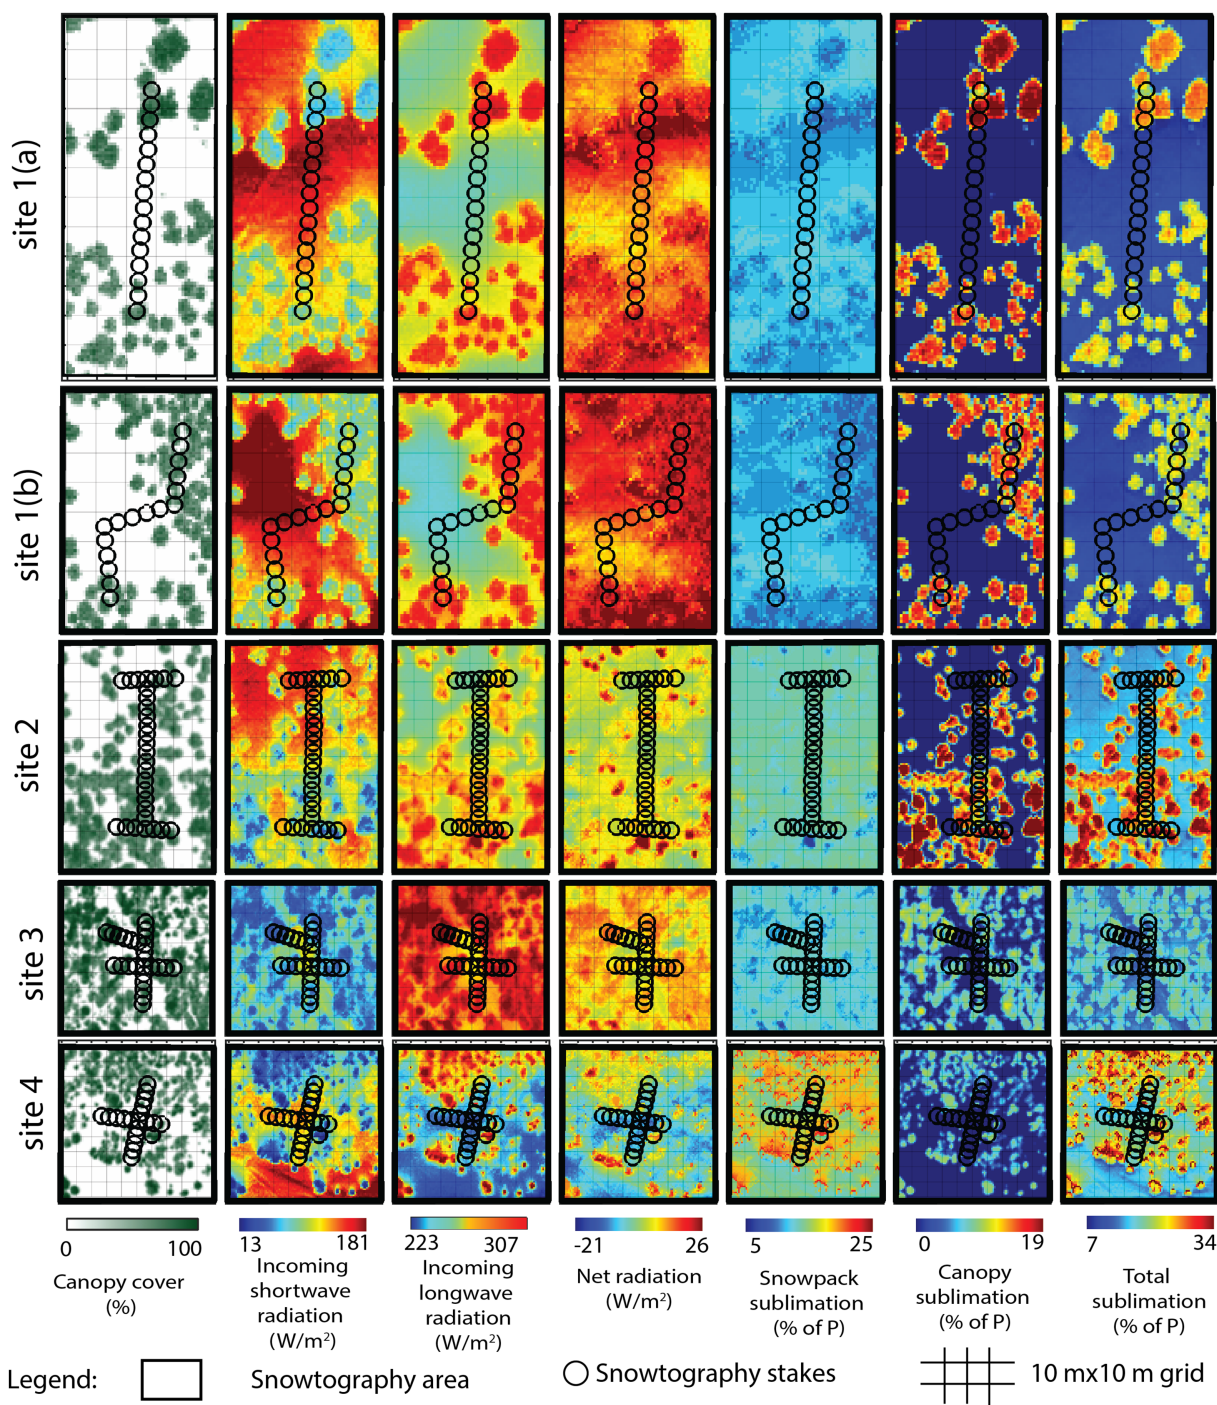 site 1(a)
site 1(b)
site 2
site 3
site 4
0 100
Canopy cover
(%)
13 181
Incoming
shortwave
radiation
(W/m²)
223 307
Incoming
longwave
radiation
(W/m²)
-21 26
Net radiation
(W/m²)
5 25
Snowpack
sublimation
(% of P)
0 19
Canopy
sublimation
(% of P)
7 34
Total
sublimation
(% of P)
Legend: Snowtography area Snowtography stakes 10 mx10 m grid